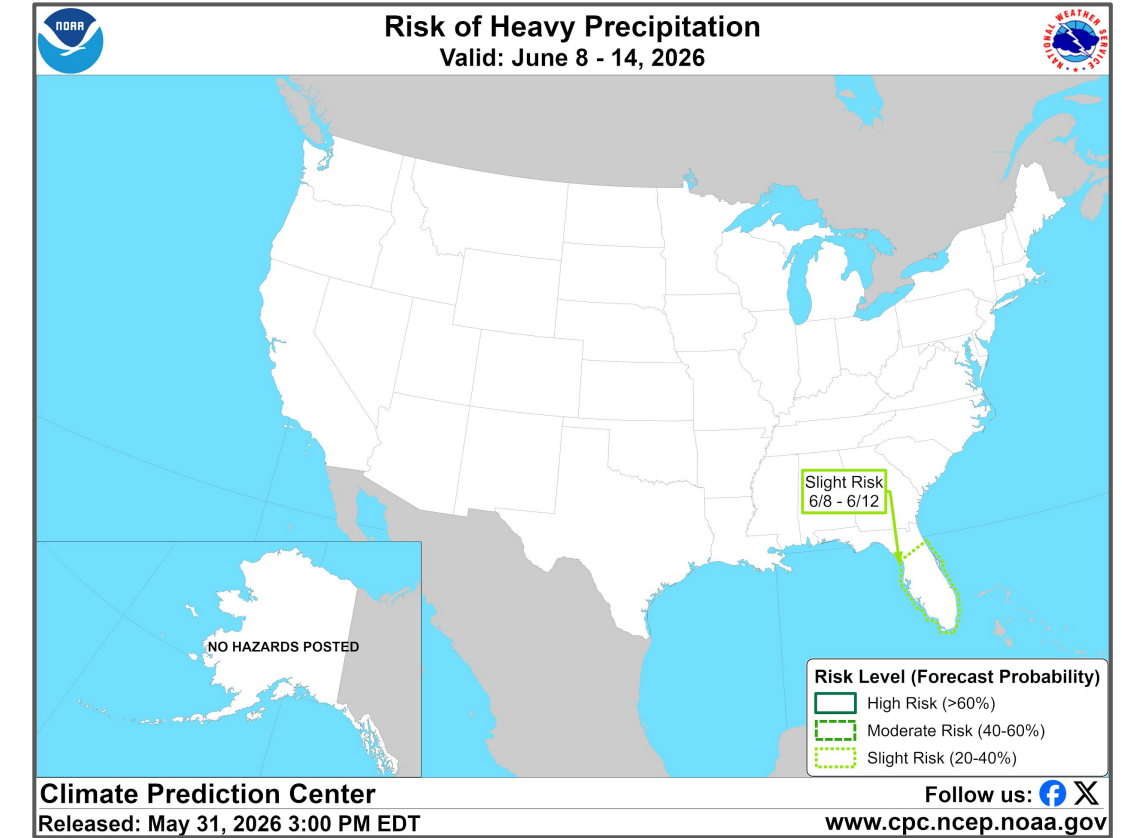 NOAA
Risk of Heavy Precipitation
Valid: June 8 - 14, 2026
NATIONAL WEATHER SERVICE
Slight Risk
6/8 - 6/12
NO HAZARDS POSTED
Risk Level (Forecast Probability)
High Risk (>60%)
Moderate Risk (40-60%)
Slight Risk (20-40%)
Climate Prediction Center
Follow us:
Released: May 31, 2026 3:00 PM EDT
www.cpc.ncep.noaa.gov